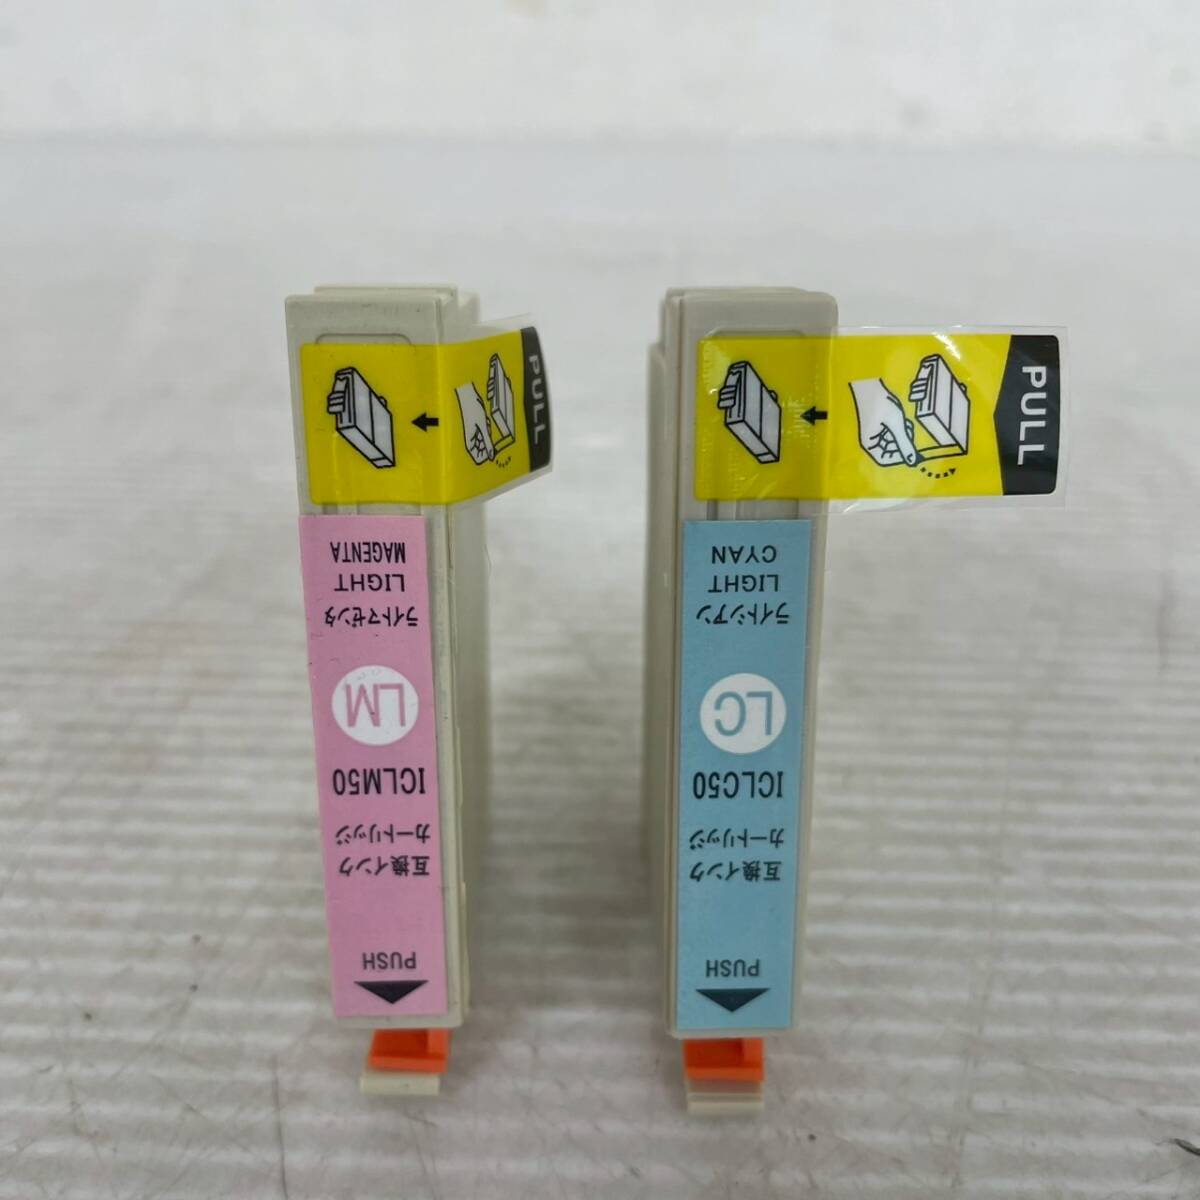 PULL
PUSH
互換インク
カートリッジ
ICLM50
LM
ライトマゼンタ
LIGHT
MAGENTA
PULL
PUSH
互換インク
カートリッジ
ICLC50
LC
ライトシアン
LIGHT
CYAN